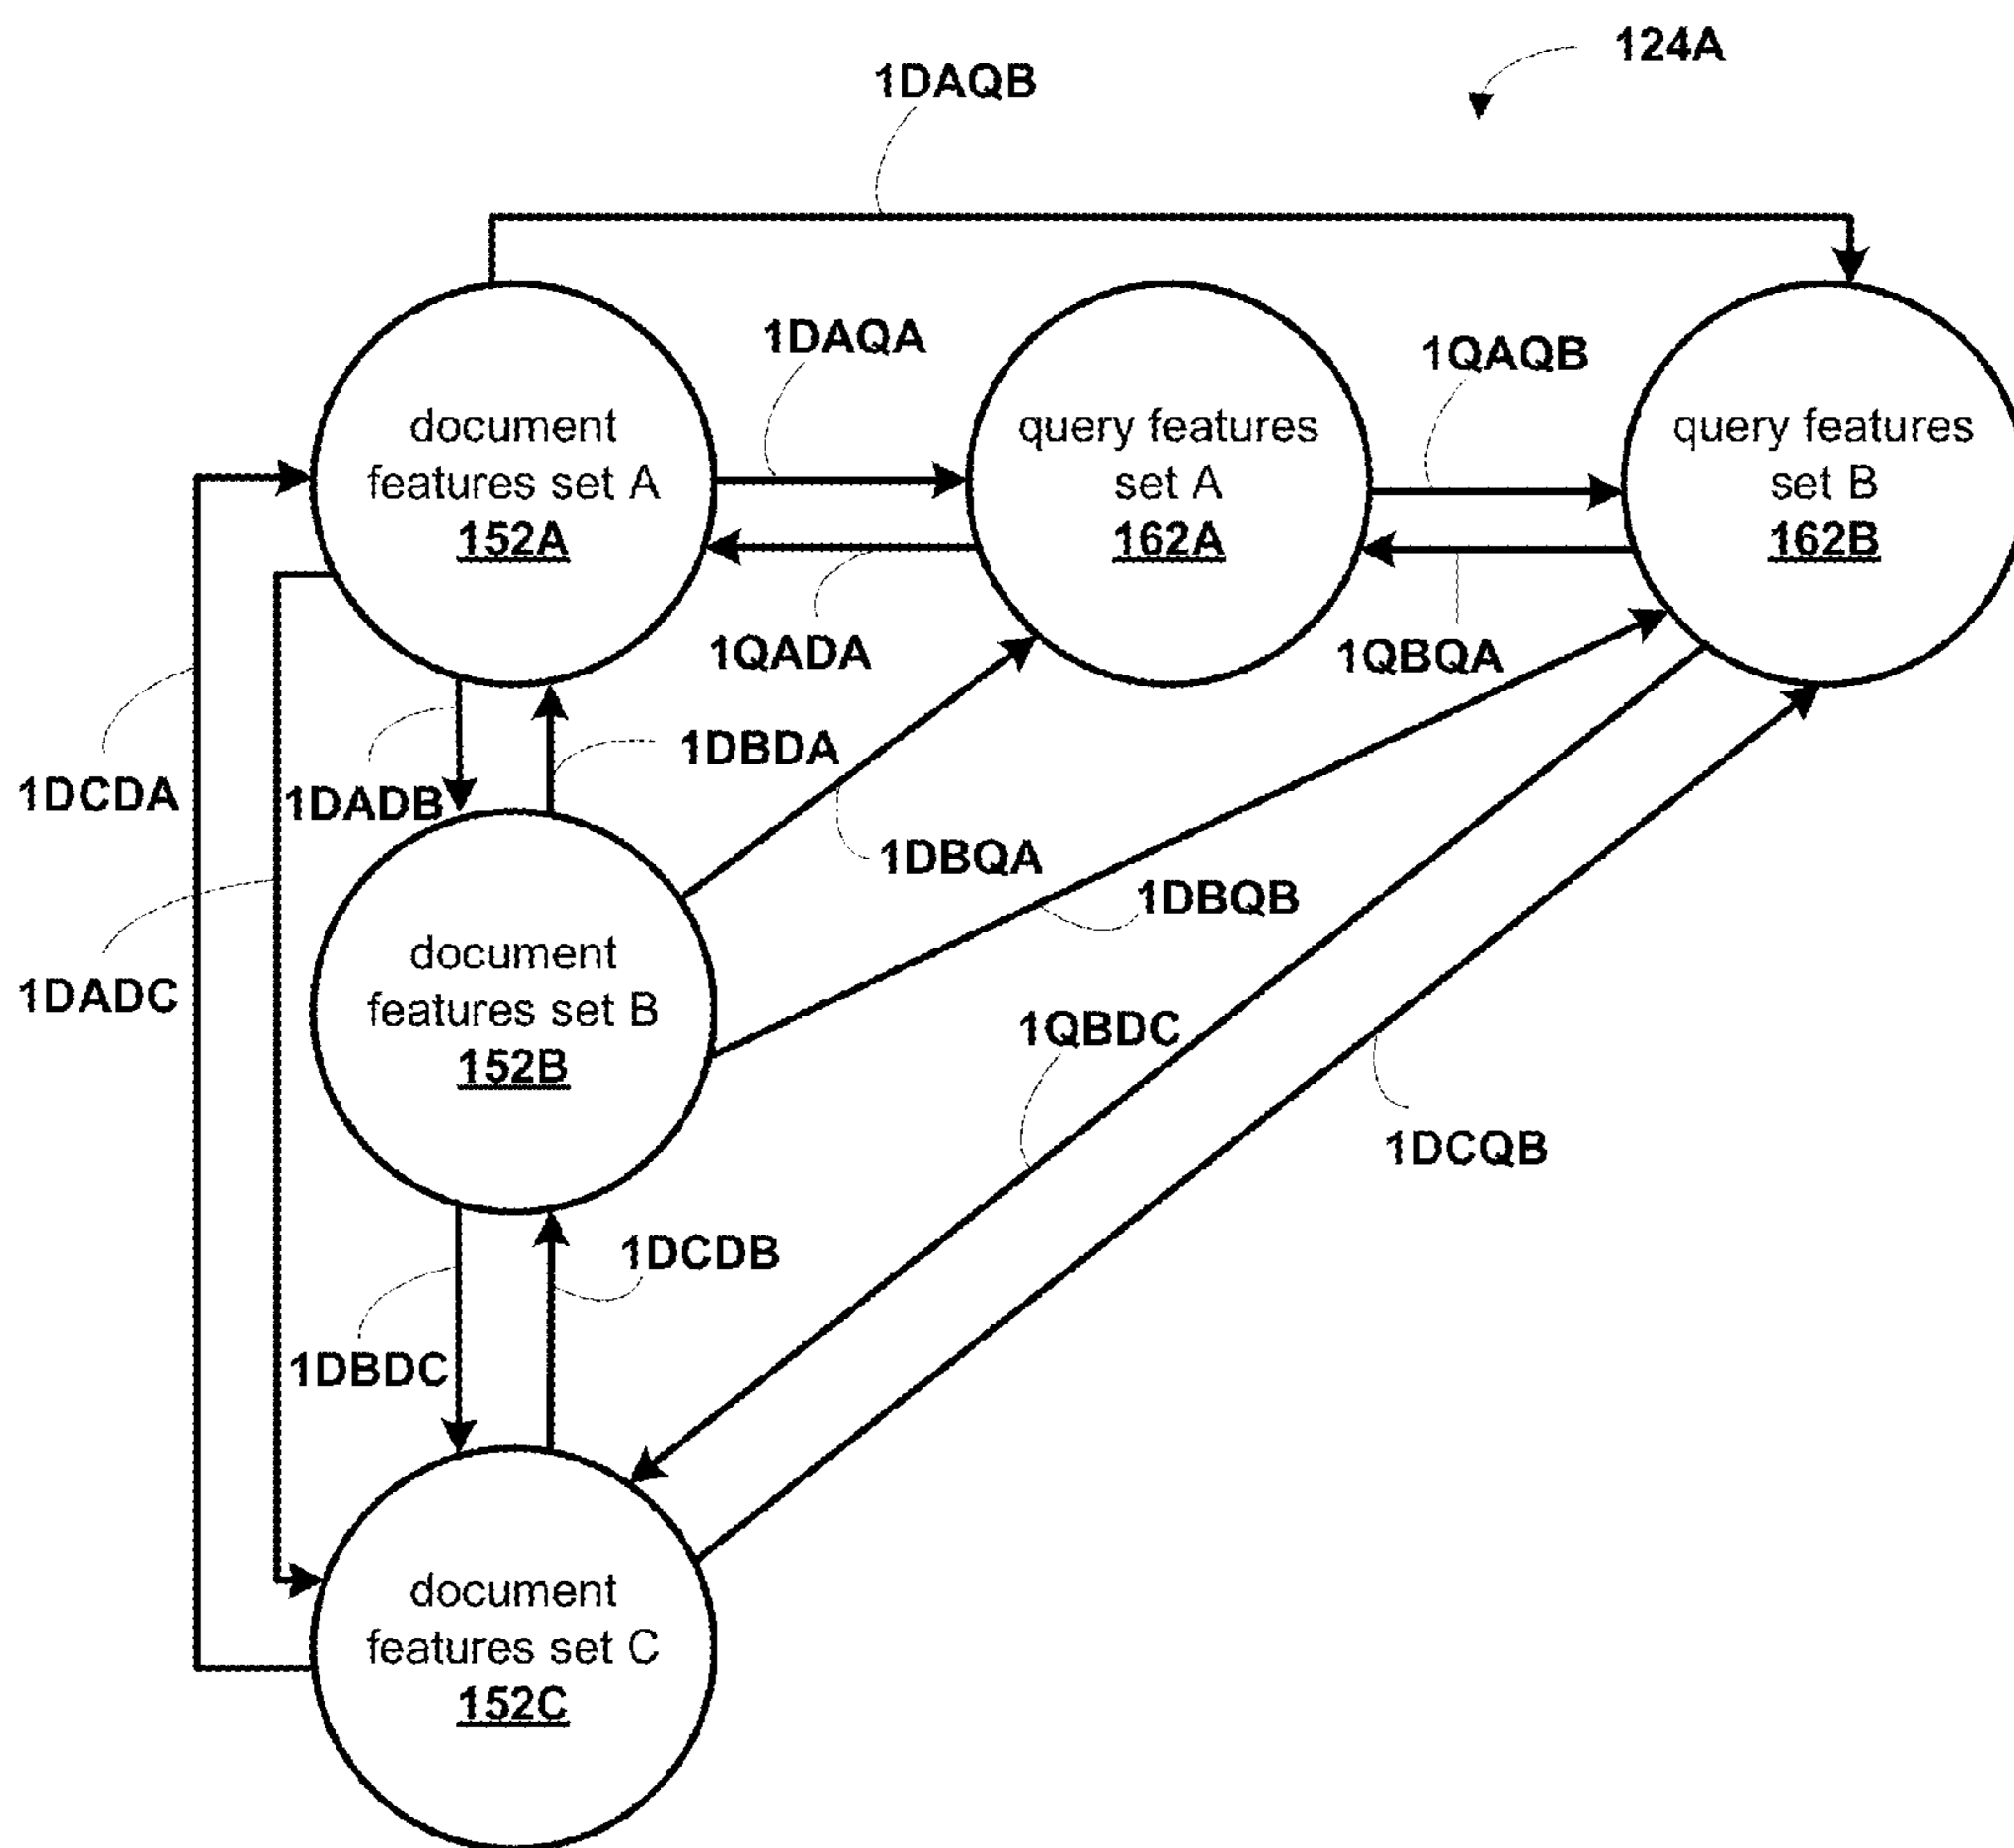 124A
1DAQB
1DAQA
1QAQB
document
features set A
152A
query features
set A
162A
query features
set B
162B
1QADA
1QBQA
1DCDA
1DADB
1DBDA
1DBQA
1DBQB
1DADC
document
features set B
152B
1QBDC
1DCQB
1DCDB
1DBDC
document
features set C
152C